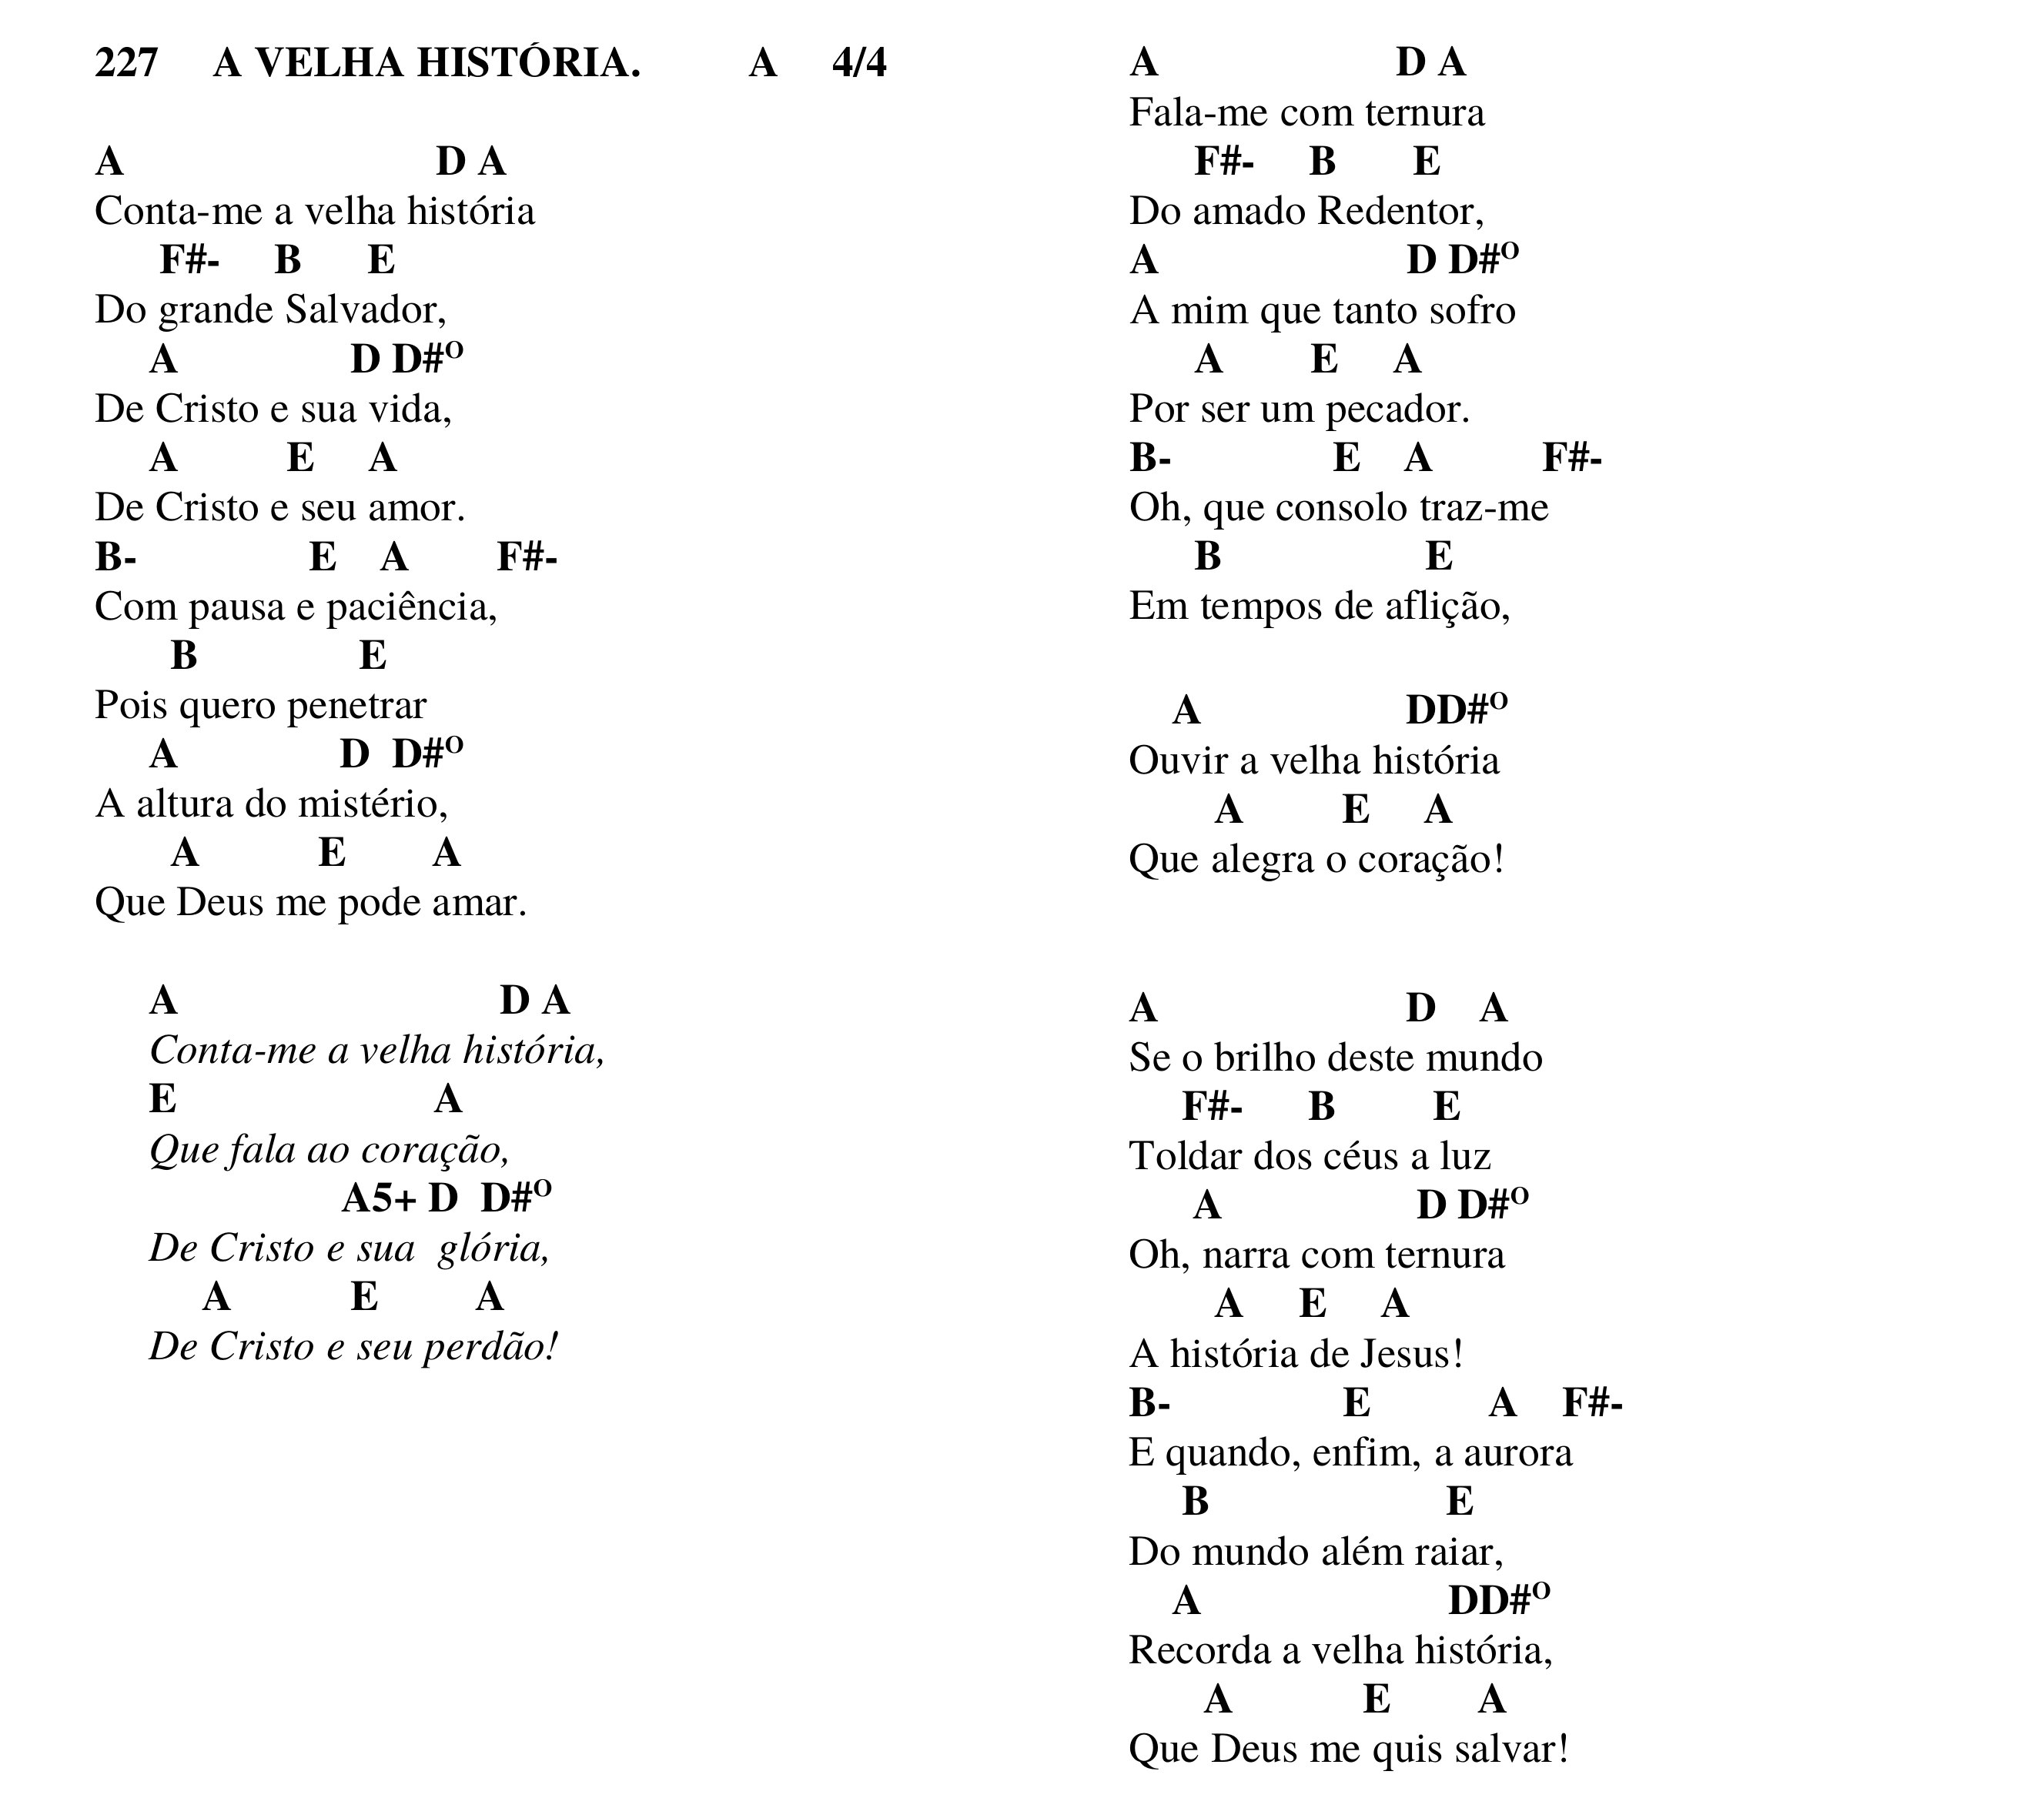 227 A VELHA HISTÓRIA. A 4/4
A D A
Conta-me a velha história
F#- B E
Do grande Salvador,
A D D#º
De Cristo e sua vida,
A E A
De Cristo e seu amor.
B- E A F#-
Com pausa e paciência,
B E
Pois quero penetrar
A D D#º
A altura do mistério,
A E A
Que Deus me pode amar.
A D A
Conta-me a velha história,
E A
Que fala ao coração,
A5+ D D#º
De Cristo e sua glória,
A E A
De Cristo e seu perdão!
A D A
Fala-me com ternura
F#- B E
Do amado Redentor,
A D D#º
A mim que tanto sofro
A E A
Por ser um pecador.
B- E A F#-
Oh, que consolo traz-me
B E
Em tempos de aflição,
A DD#º
Ouvir a velha história
A E A
Que alegra o coração!
A D A
Se o brilho deste mundo
F#- B E
Toldar dos céus a luz
A D D#º
Oh, narra com ternura
A E A
A história de Jesus!
B- E A F#-
E quando, enfim, a aurora
B E
Do mundo além raiar,
A DD#º
Recorda a velha história,
A E A
Que Deus me quis salvar!